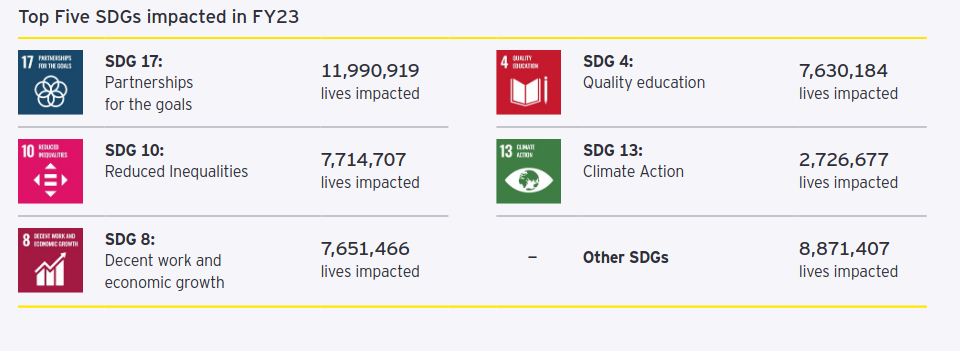 Top Five SDGs impacted in FY23
17 PARTNERSHIPS
FOR THE GOALS
SDG 17:
Partnerships
for the goals
11,990,919
lives impacted
4 QUALITY
EDUCATION
SDG 4:
Quality education
7,630,184
lives impacted
10 REDUCED
INEQUALITIES
SDG 10:
Reduced Inequalities
7,714,707
lives impacted
13 CLIMATE
ACTION
SDG 13:
Climate Action
2,726,677
lives impacted
8 DECENT WORK AND
ECONOMIC GROWTH
SDG 8:
Decent work and
economic growth
7,651,466
lives impacted
–
Other SDGs
8,871,407
lives impacted